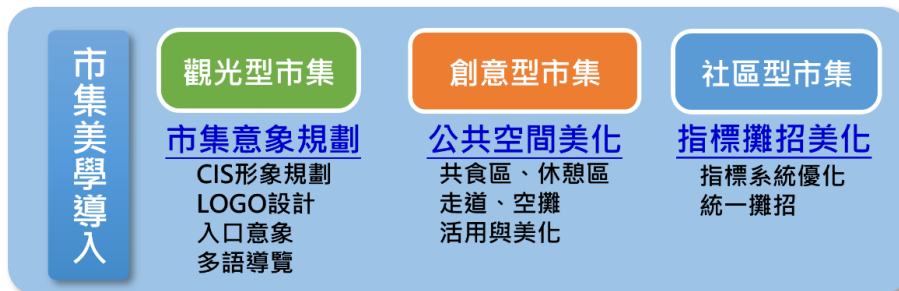 市集美學導入
觀光型市集
市集意象規劃
CIS形象規劃
LOGO設計
入口意象
多語導覽
創意型市集
公共空間美化
共食區、休憩區
走道、空攤
活用與美化
社區型市集
指標攤招美化
指標系統優化
統一攤招